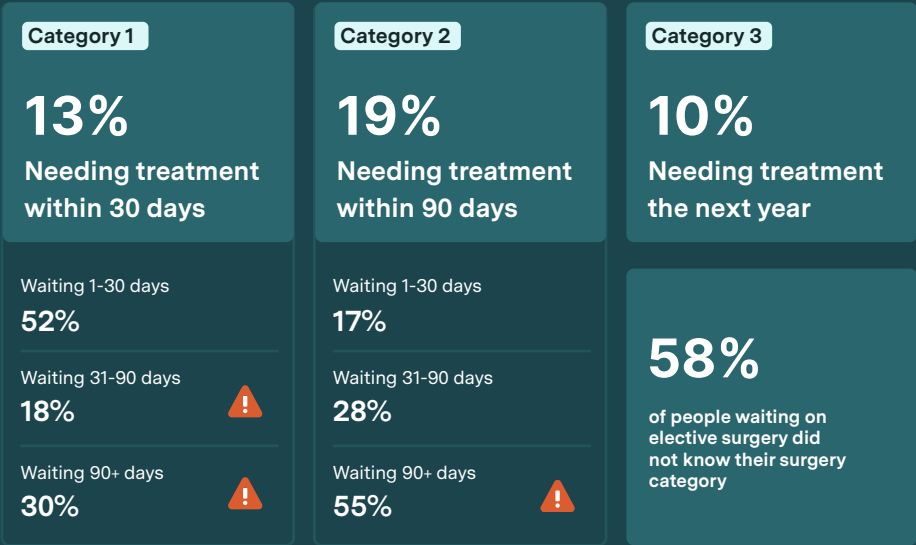 Category 1
13%
Needing treatment
within 30 days
Waiting 1-30 days
52%
Waiting 31-90 days
18%
Waiting 90+ days
30%
Category 2
19%
Needing treatment
within 90 days
Waiting 1-30 days
17%
Waiting 31-90 days
28%
Waiting 90+ days
55%
Category 3
10%
Needing treatment
the next year
58%
of people waiting on
elective surgery did
not know their surgery
category